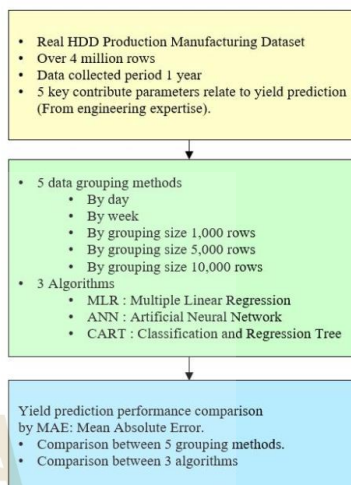 • Real HDD Production Manufacturing Dataset
• Over 4 million rows
• Data collected period 1 year
• 5 key contribute parameters relate to yield prediction
(From engineering expertise).
• 5 data grouping methods
• By day
• By week
• By grouping size 1,000 rows
• By grouping size 5,000 rows
• By grouping size 10,000 rows
• 3 Algorithms
• MLR : Multiple Linear Regression
• ANN : Artificial Neural Network
• CART : Classification and Regression Tree
Yield prediction performance comparison
by MAE: Mean Absolute Error.
• Comparison between 5 grouping methods.
• Comparison between 3 algorithms